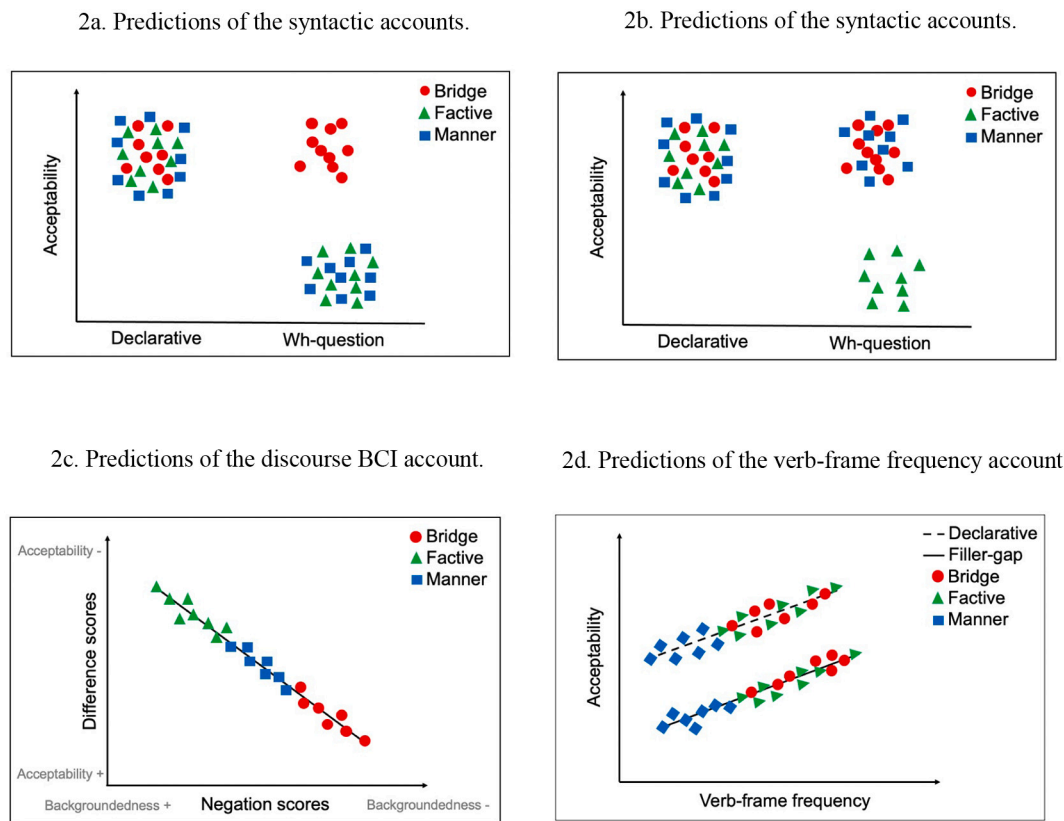 2a. Predictions of the syntactic accounts.
Bridge
Factive
Manner
Acceptability
Declarative
Wh-question
2b. Predictions of the syntactic accounts.
Bridge
Factive
Manner
Acceptability
Declarative
Wh-question
2c. Predictions of the discourse BCI account.
Bridge
Factive
Manner
Acceptability -
Difference scores
Acceptability +
Backgroundedness +
Negation scores
Backgroundedness -
2d. Predictions of the verb-frame frequency account
Declarative
Filler-gap
Bridge
Factive
Manner
Acceptability
Verb-frame frequency